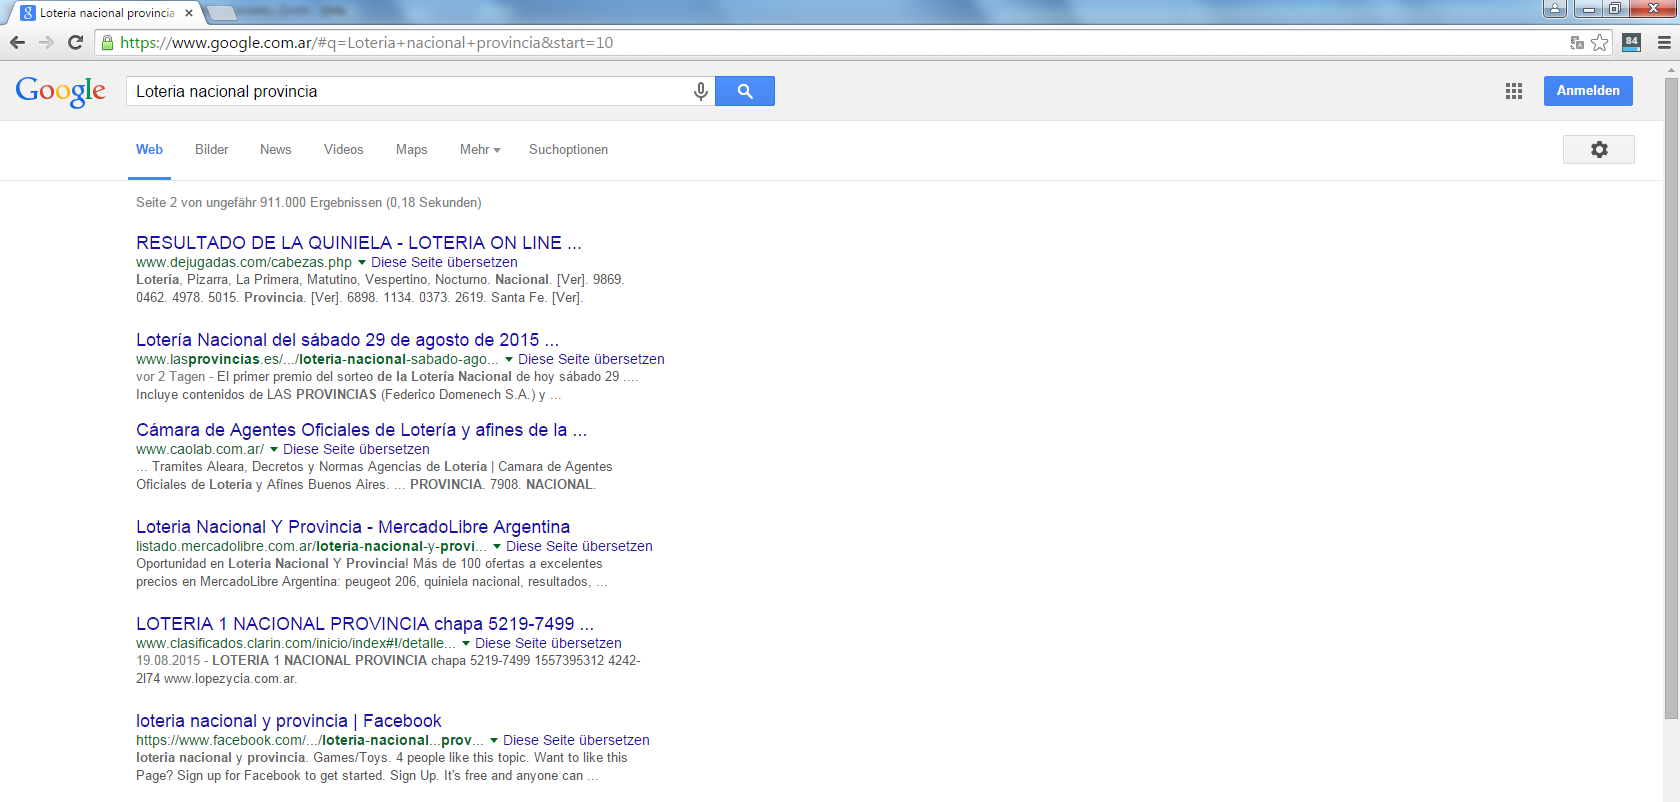 Loteria nacional provincia
https://www.google.com.ar/#q=Loteria+nacional+provincia&start=10
84
Google
Loteria nacional provincia
Anmelden
Web Bilder News Videos Maps Mehr Suchoptionen
Seite 2 von ungefähr 911.000 Ergebnissen (0,18 Sekunden)
RESULTADO DE LA QUINIELA - LOTERIA ON LINE ...
www.dejugadas.com/cabezas.php Diese Seite übersetzen
Lotería, Pizarra, La Primera, Matutino, Vespertino, Nocturno. Nacional. [Ver]. 9869.
0462. 4978. 5015. Provincia. [Ver]. 6898. 1134. 0373. 2619. Santa Fe. [Ver].
Lotería Nacional del sábado 29 de agosto de 2015 ...
www.lasprovincias.es/.../loteria-nacional-sabado-ago... Diese Seite übersetzen
vor 2 Tagen - El primer premio del sorteo de la Lotería Nacional de hoy sábado 29 ....
Incluye contenidos de LAS PROVINCIAS (Federico Domenech S.A.) y ...
Cámara de Agentes Oficiales de Lotería y afines de la ...
www.caolab.com.ar/ Diese Seite übersetzen
... Tramites Aleara, Decretos y Normas Agencias de Lotería | Camara de Agentes
Oficiales de Loteria y Afines Buenos Aires. ... PROVINCIA. 7908. NACIONAL.
Loteria Nacional Y Provincia - MercadoLibre Argentina
listado.mercadolibre.com.ar/loteria-nacional-y-provi... Diese Seite übersetzen
Oportunidad en Loteria Nacional Y Provincia! Más de 100 ofertas a excelentes
precios en MercadoLibre Argentina: peugeot 206, quiniela nacional, resultados, ...
LOTERIA 1 NACIONAL PROVINCIA chapa 5219-7499 ...
www.clasificados.clarin.com/inicio/index#!/detalle... Diese Seite übersetzen
19.08.2015 - LOTERIA 1 NACIONAL PROVINCIA chapa 5219-7499 1557395312 4242-
2I74 www.lopezycia.com.ar.
loteria nacional y provincia | Facebook
https://www.facebook.com/.../loteria-nacional...prov... Diese Seite übersetzen
loteria nacional y provincia. Games/Toys. 4 people like this topic. Want to like this
Page? Sign up for Facebook to get started. Sign Up. It's free and anyone can ...